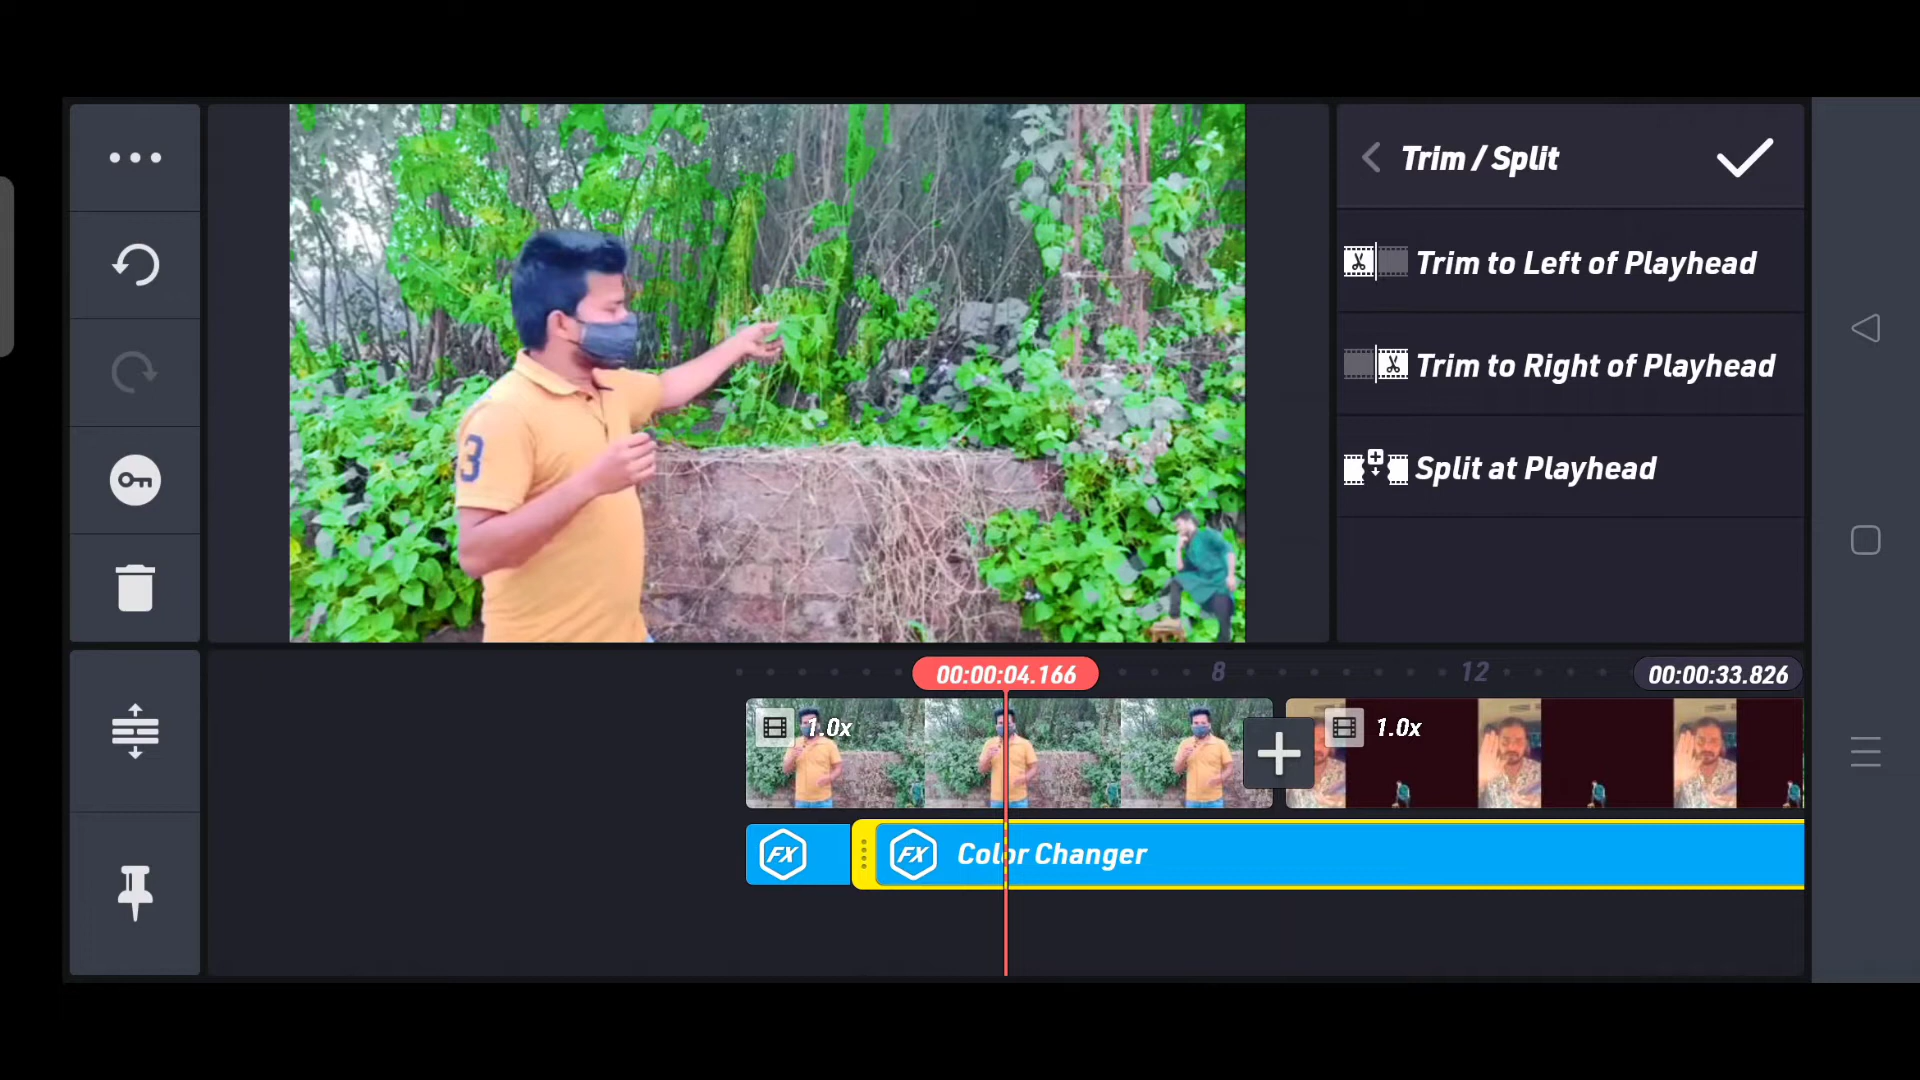 Trim / Split
Trim to Left of Playhead
Trim to Right of Playhead
Split at Playhead
3
00:00:04.166
8
12
00:00:33.826
1.0x
1.0x
FX
FX
Color Changer